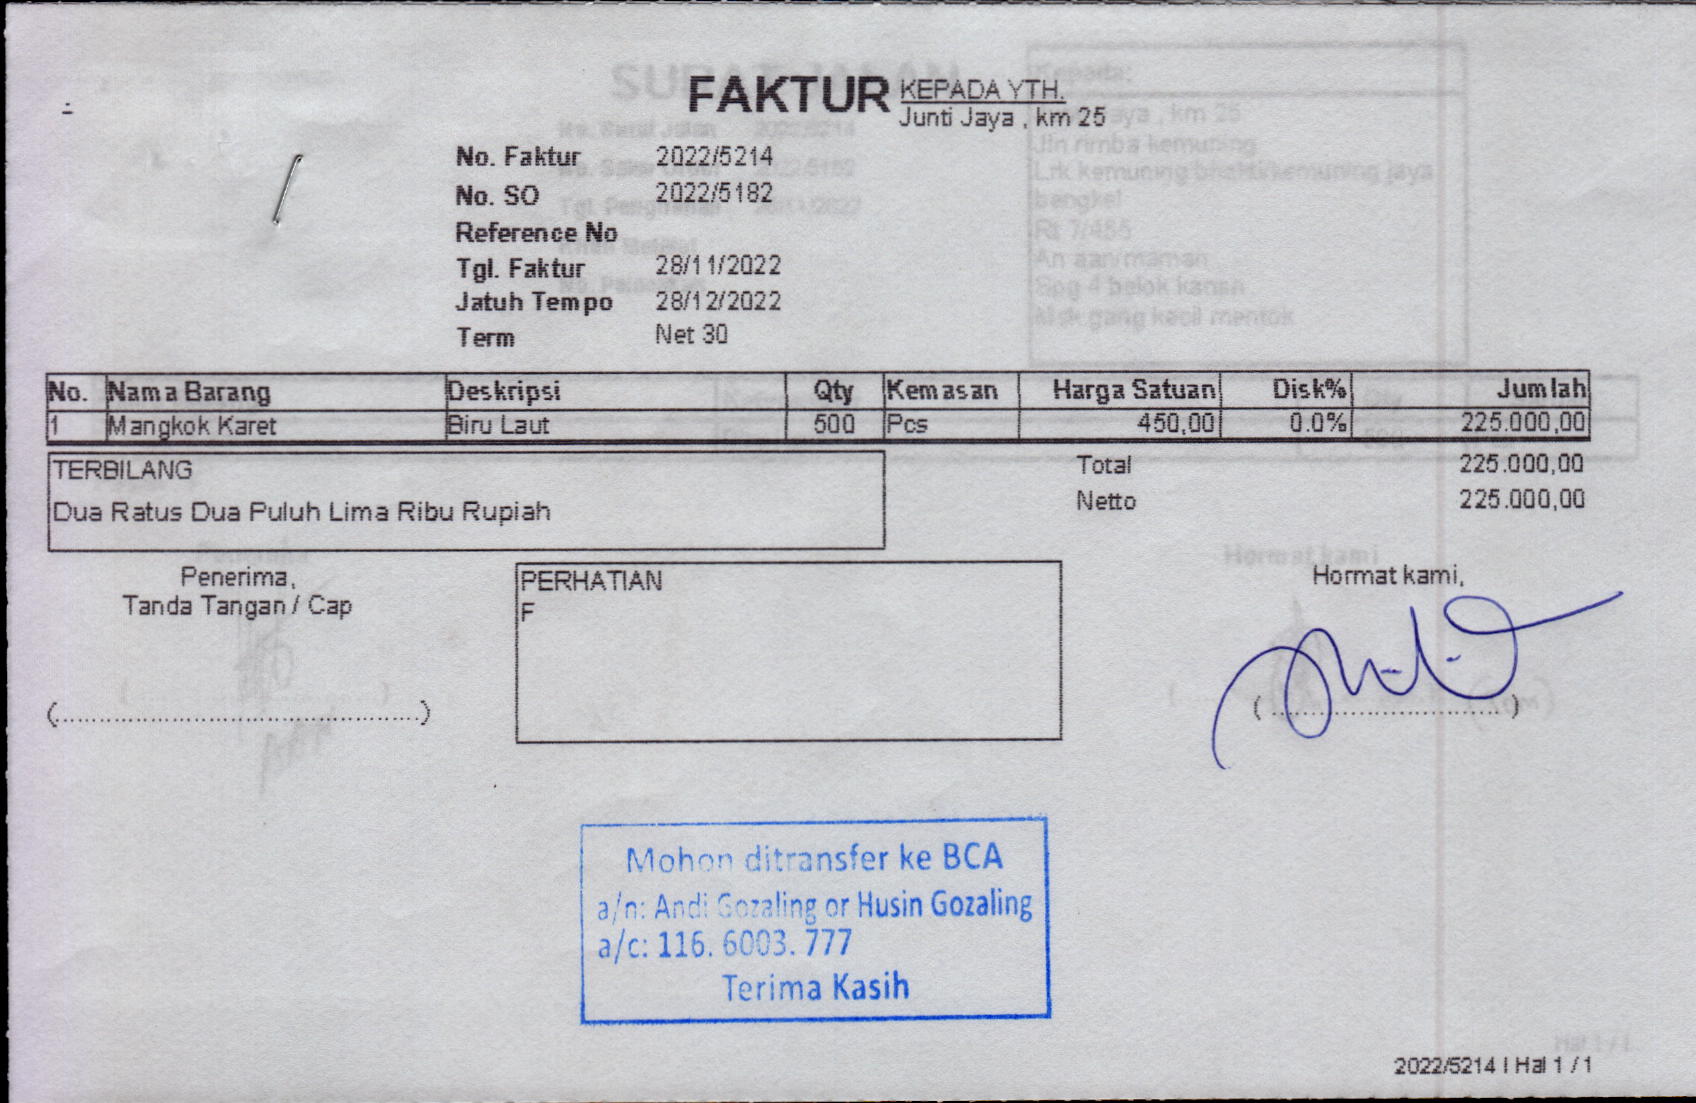 FAKTUR
KEPADA YTH.
Junti Jaya , km 25
No. Faktur 2022/5214
No. SO 2022/5182
Reference No
Tgl. Faktur 28/11/2022
Jatuh Tempo 28/12/2022
Term Net 30
No. Nama Barang Deskripsi Qty Kemasan Harga Satuan Disk% Jumlah
1 Mangkok Karet Biru Laut 500 Pcs 450,00 0.0% 225.000,00
TERBILANG
Dua Ratus Dua Puluh Lima Ribu Rupiah
Total 225.000,00
Netto 225.000,00
Penerima,
Tanda Tangan / Cap
(............................................)
PERHATIAN
F
Hormat kami,
(..............................)
Mohon ditransfer ke BCA
a/n: Andi Gozaling or Husin Gozaling
a/c: 116. 6003. 777
Terima Kasih
2022/5214 | Hal 1 / 1